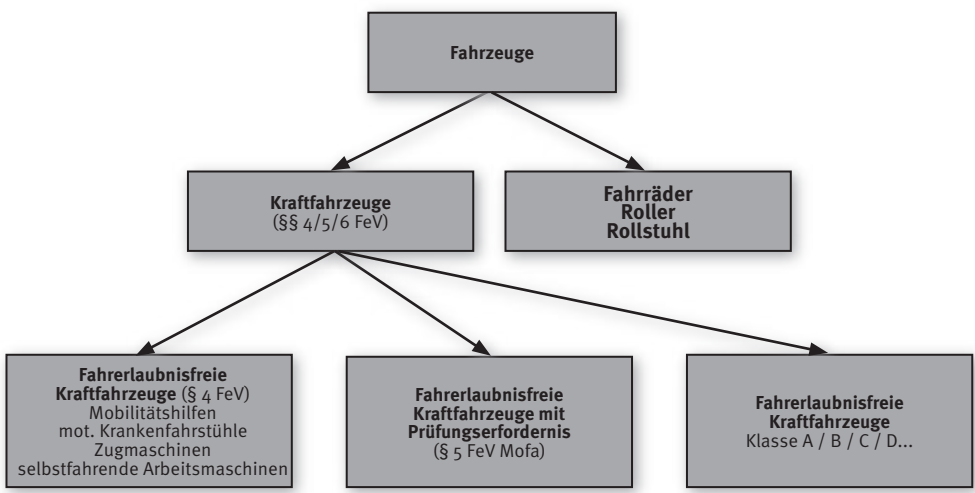 Fahrzeuge
Kraftfahrzeuge
(§§ 4/5/6 FeV)
Fahrräder
Roller
Rollstuhl
Fahrerlaubnisfreie
Kraftfahrzeuge (§ 4 FeV)
Mobilitätshilfen
mot. Krankenfahrstühle
Zugmaschinen
selbstfahrende Arbeitsmaschinen
Fahrerlaubnisfreie
Kraftfahrzeuge mit
Prüfungserfordernis
(§ 5 FeV Mofa)
Fahrerlaubnisfreie
Kraftfahrzeuge
Klasse A / B / C / D...